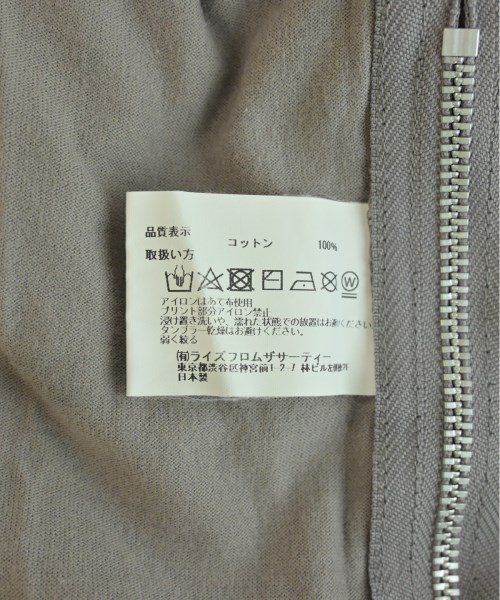 品質表示
コットン 100%
取扱い方
W
アイロンはあて布使用
プリント部分アイロン禁止
浸け置き洗いや、濡れた状態での放置はお避けください
タンブラー乾燥はお避けください。
弱く絞る
(有)ライズフロムザサーティー
東京都渋谷区神宮前1-2-7 林ビル
日本製